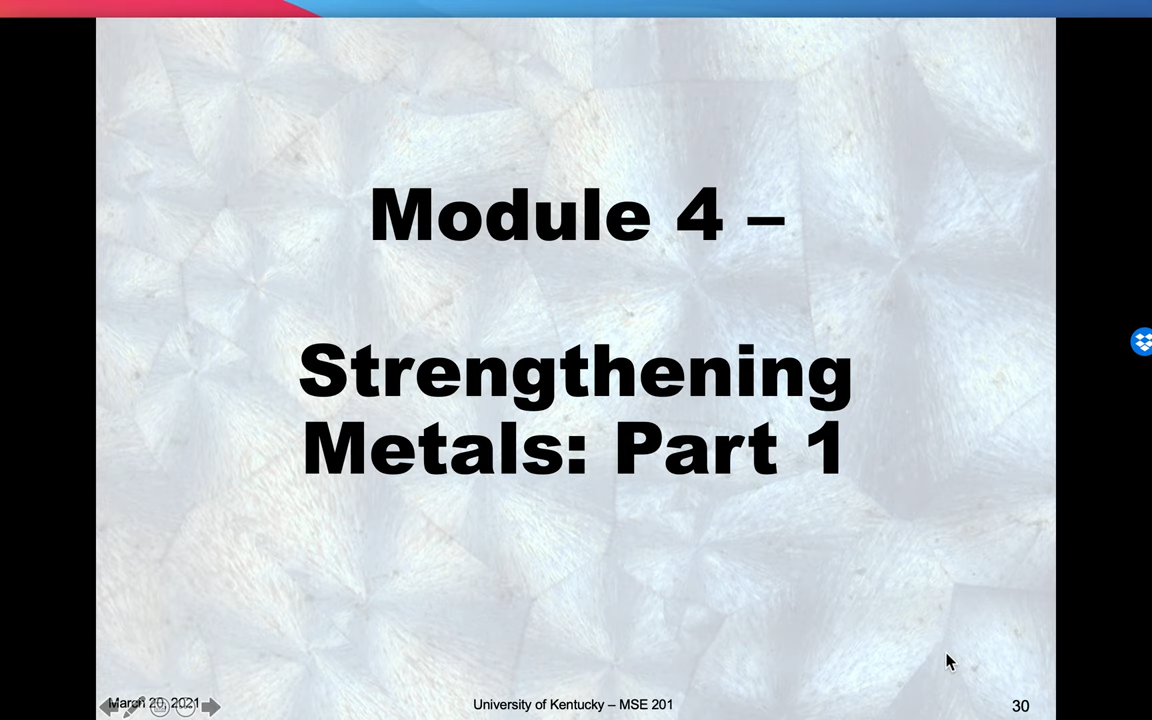 Module 4 –
Strengthening
Metals: Part 1
March 20, 2021
University of Kentucky – MSE 201
30